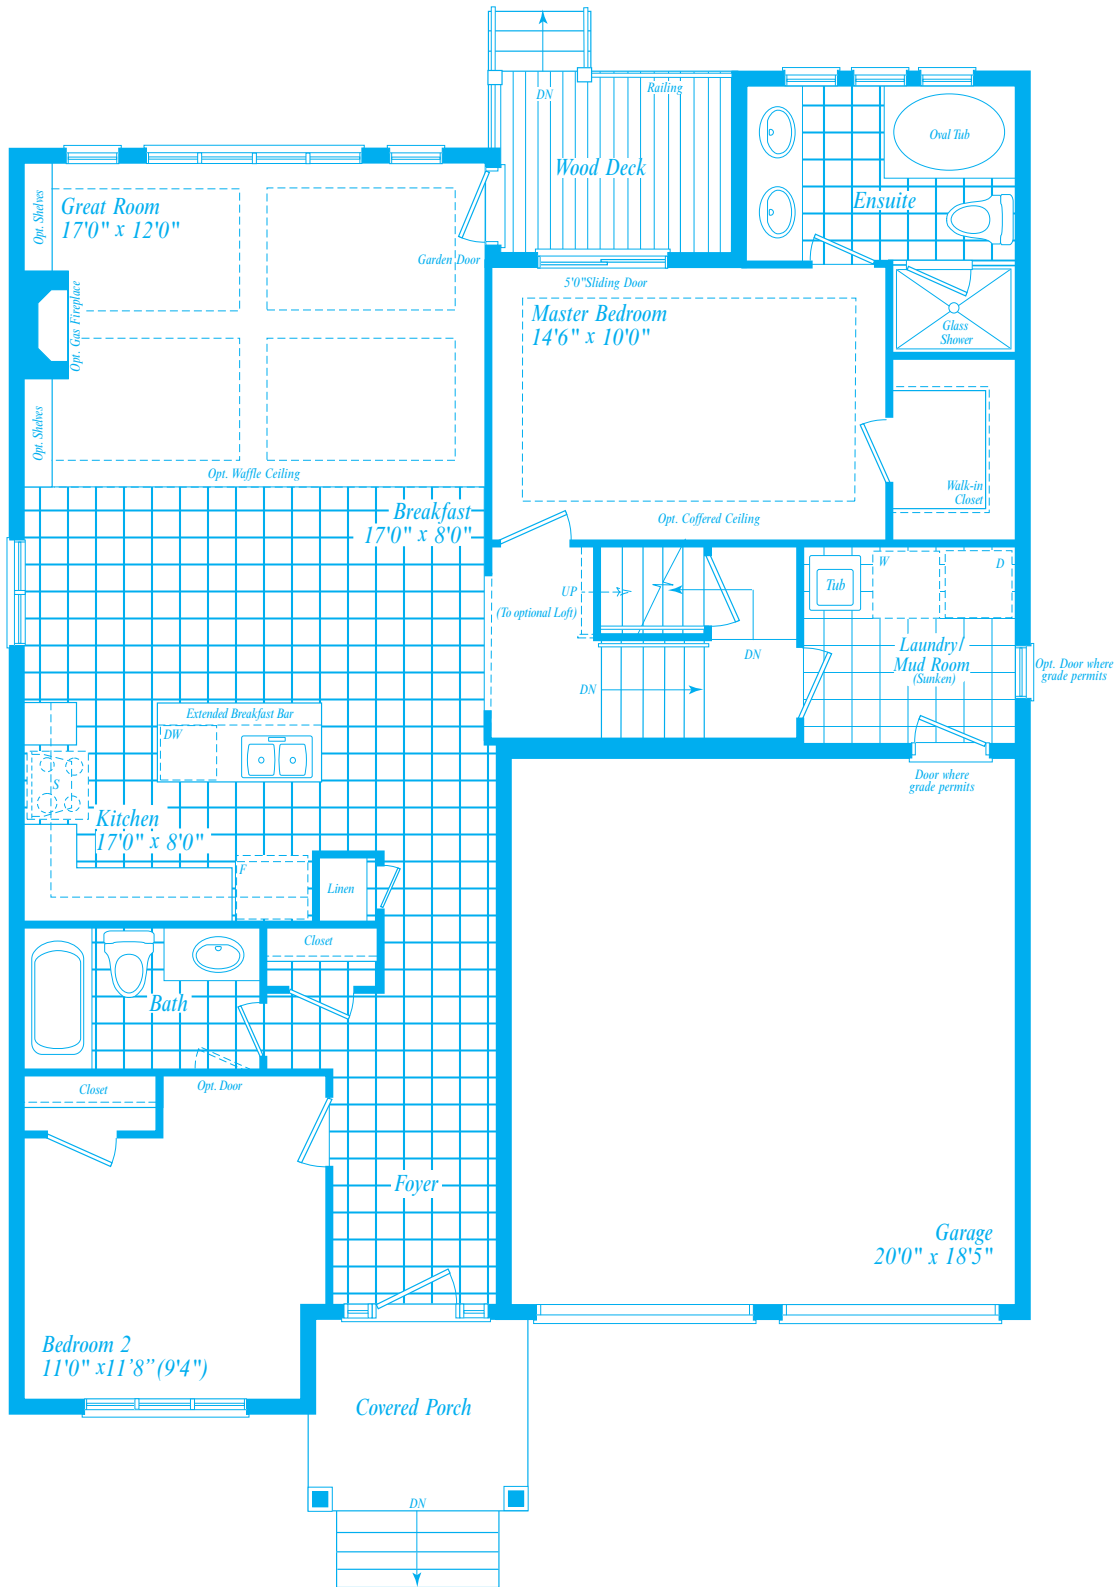 DN
Railing
Wood Deck
Oval Tub
Ensuite
Opt. Shelves
Great Room
17'0" x 12'0"
Garden Door
5'0"Sliding Door
Opt. Gas Fireplace
Master Bedroom
14'6" x 10'0"
Glass
Shower
Opt. Shelves
Opt. Waffle Ceiling
Walk-in
Closet
Breakfast
17'0" x 8'0"
Opt. Coffered Ceiling
UP
(To optional Loft)
Tub
W
D
DN
DN
Laundry/
Mud Room
(Sunken)
Opt. Door where
grade permits
Extended Breakfast Bar
DW
S
Door where
grade permits
Kitchen
17'0" x 8'0"
F
Linen
Closet
Bath
Opt. Door
Closet
Foyer
Garage
20'0" x 18'5"
Bedroom 2
11'0" x11’8” (9'4")
Covered Porch
DN